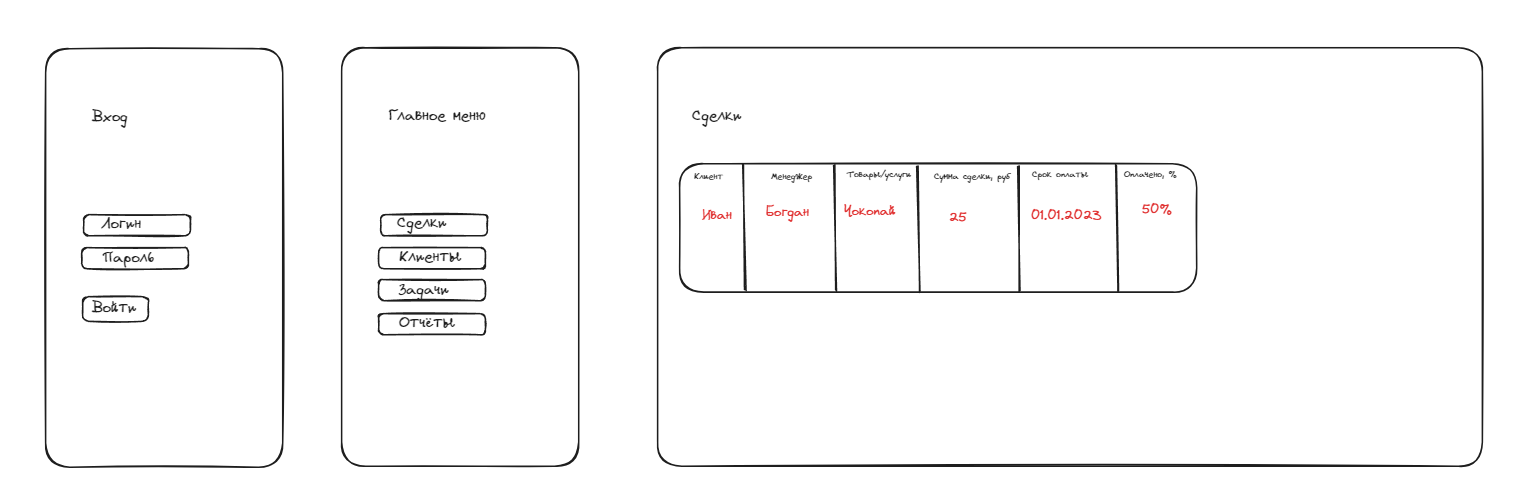 Вход
Логин
Пароль
Войти
Главное меню
Сделки
Клиенты
Задачи
Отчёты
Сделки
Клиент Менеджер Товары/услуги Сумма сделки, руб Срок оплаты Оплачено, %
Иван Богдан Чокопай 25 01.01.2023 50%